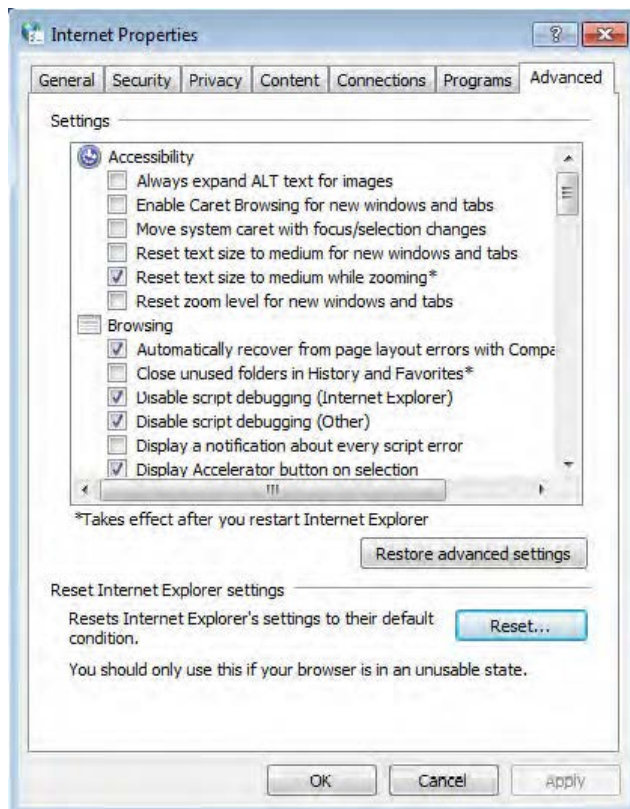 Internet Properties
General Security Privacy Content Connections Programs Advanced
Settings
Accessibility
Always expand ALT text for images
Enable Caret Browsing for new windows and tabs
Move system caret with focus/selection changes
Reset text size to medium for new windows and tabs
Reset text size to medium while zooming*
Reset zoom level for new windows and tabs
Browsing
Automatically recover from page layout errors with Compa
Close unused folders in History and Favorites*
Disable script debugging (Internet Explorer)
Disable script debugging (Other)
Display a notification about every script error
Display Accelerator button on selection
*Takes effect after you restart Internet Explorer
Restore advanced settings
Reset Internet Explorer settings
Resets Internet Explorer's settings to their default
condition.
Reset...
You should only use this if your browser is in an unusable state.
OK Cancel Apply